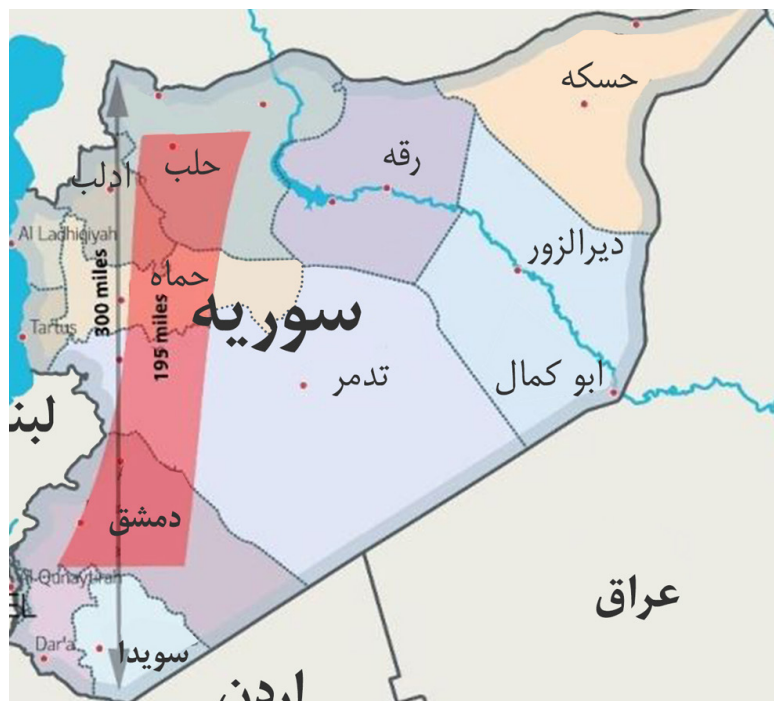 حسکه
رقه
حلب
ادلب
Al Ladhiqiyah
دیرالزور
حماه
300 miles
195 miles
سوریه
Tartus
تدمر
ابو کمال
لبنـ
دمشق
Al-Qunaytirah
عراق
Dar'a
سویدا
اردن